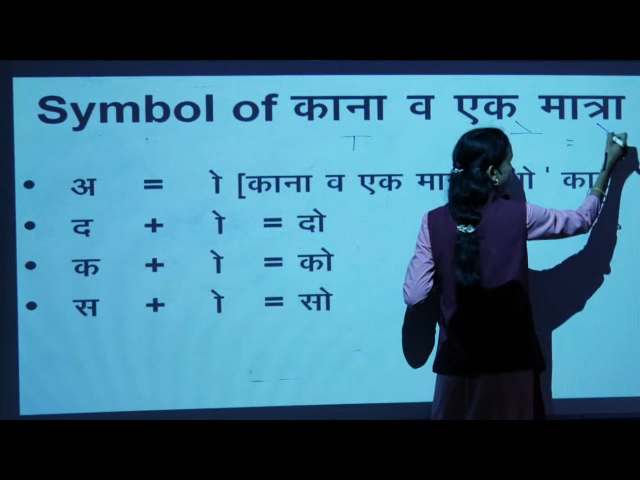 Symbol of काना व एक मात्रा
• अ = ो [काना व एक
• द + ो = दो
• क + ो = को
• स + ो = सो